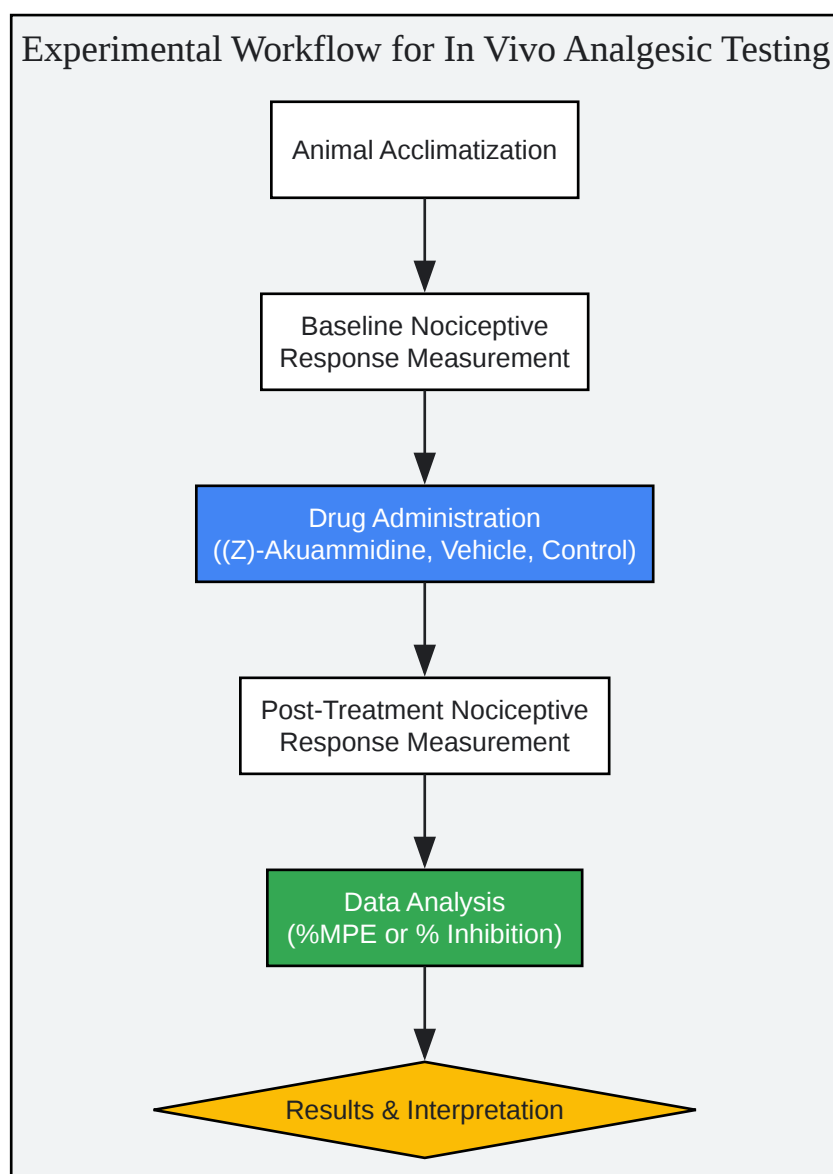 Experimental Workflow for In Vivo Analgesic Testing
Animal Acclimatization
Baseline Nociceptive
Response Measurement
Drug Administration
((Z)-Akuammidine, Vehicle, Control)
Post-Treatment Nociceptive
Response Measurement
Data Analysis
(%MPE or % Inhibition)
Results & Interpretation